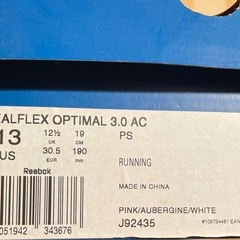 EALFLEX OPTIMAL 3.0 AC
13 12½ 19 PS
UK CM
US 30.5 190 RUNNING
EUR MM
Reebok
MADE IN CHINA
PINK/AUBERGINE/WHITE
051942 343676 J92435